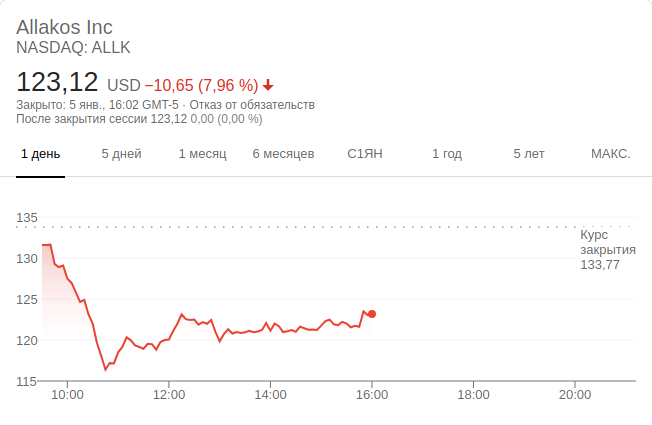 Allakos Inc
NASDAQ: ALLK
123,12 USD −10,65 (7,96 %)
Закрыто: 5 янв., 16:02 GMT-5 · Отказ от обязательств
После закрытия сессии 123,12 0,00 (0,00 %)
1 день 5 дней 1 месяц 6 месяцев С1ЯН 1 год 5 лет МАКС.
135
Курс
закрытия
133,77
130
125
120
115
10:00 12:00 14:00 16:00 18:00 20:00